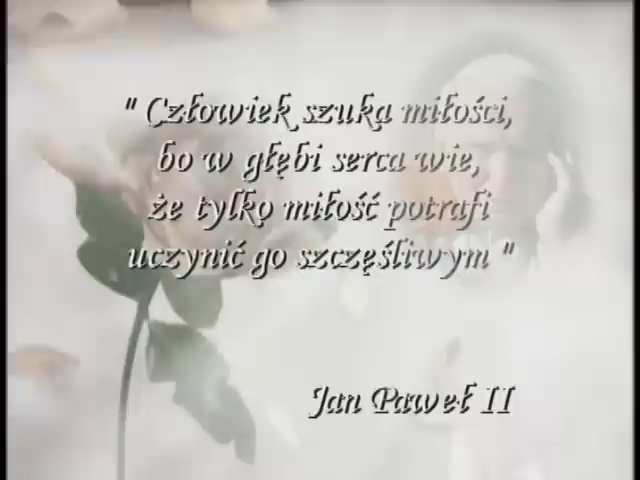 " Człowiek szuka miłości,
bo w głębi serca wie,
że tylko miłość potrafi
uczynić go szczęśliwym "
Jan Paweł II